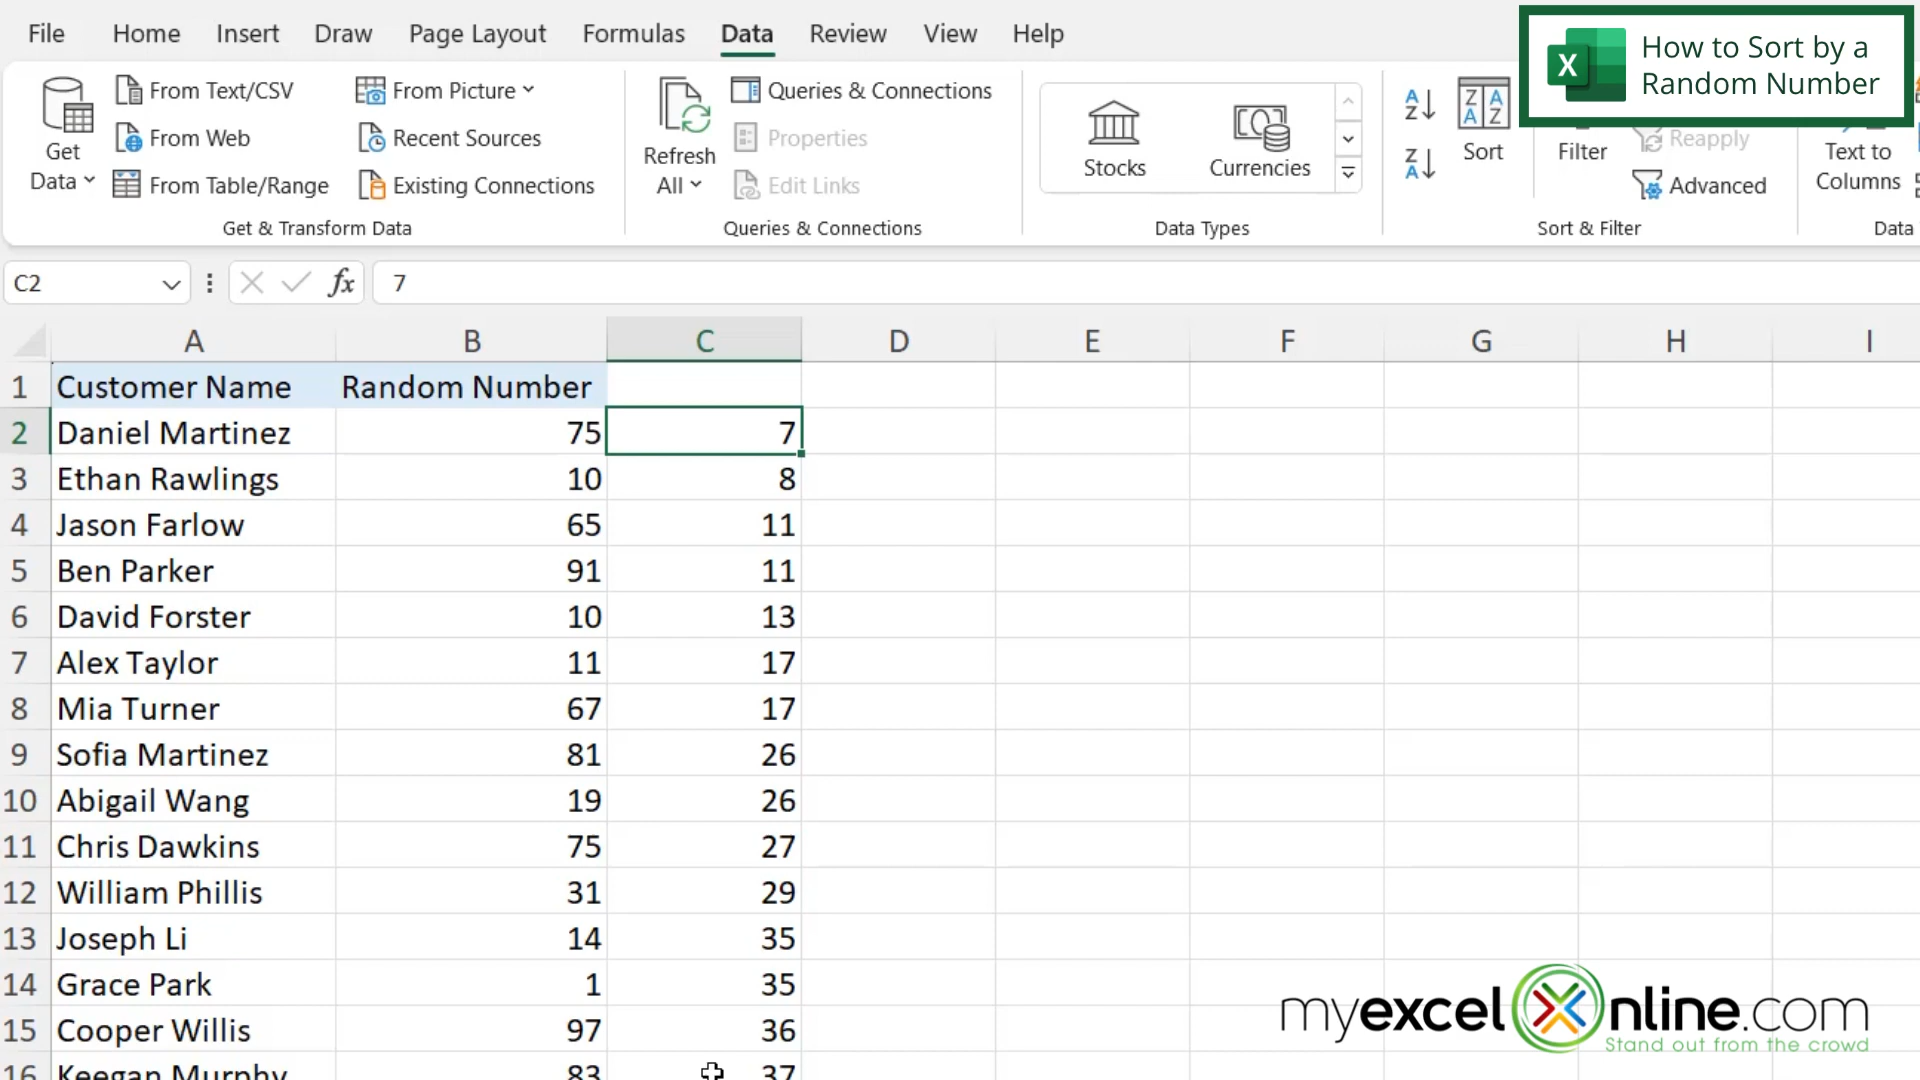 File Home Insert Draw Page Layout Formulas Data Review View Help
How to Sort by a
Random Number
Get
Data
From Text/CSV
From Web
From Table/Range
From Picture
Recent Sources
Existing Connections
Get & Transform Data
Refresh
All
Queries & Connections
Properties
Edit Links
Queries & Connections
Stocks
Currencies
Data Types
Sort
Filter
Reapply
Advanced
Sort & Filter
Text to
Columns
Data
C2 fx 7
A B C D E F G H I
1 Customer Name Random Number
2 Daniel Martinez 75 7
3 Ethan Rawlings 10 8
4 Jason Farlow 65 11
5 Ben Parker 91 11
6 David Forster 10 13
7 Alex Taylor 11 17
8 Mia Turner 67 17
9 Sofia Martinez 81 26
10 Abigail Wang 19 26
11 Chris Dawkins 75 27
12 William Phillis 31 29
13 Joseph Li 14 35
14 Grace Park 1 35
15 Cooper Willis 97 36
16 Keegan Murphy 83 37
myexcelonline.com
Stand out from the crowd